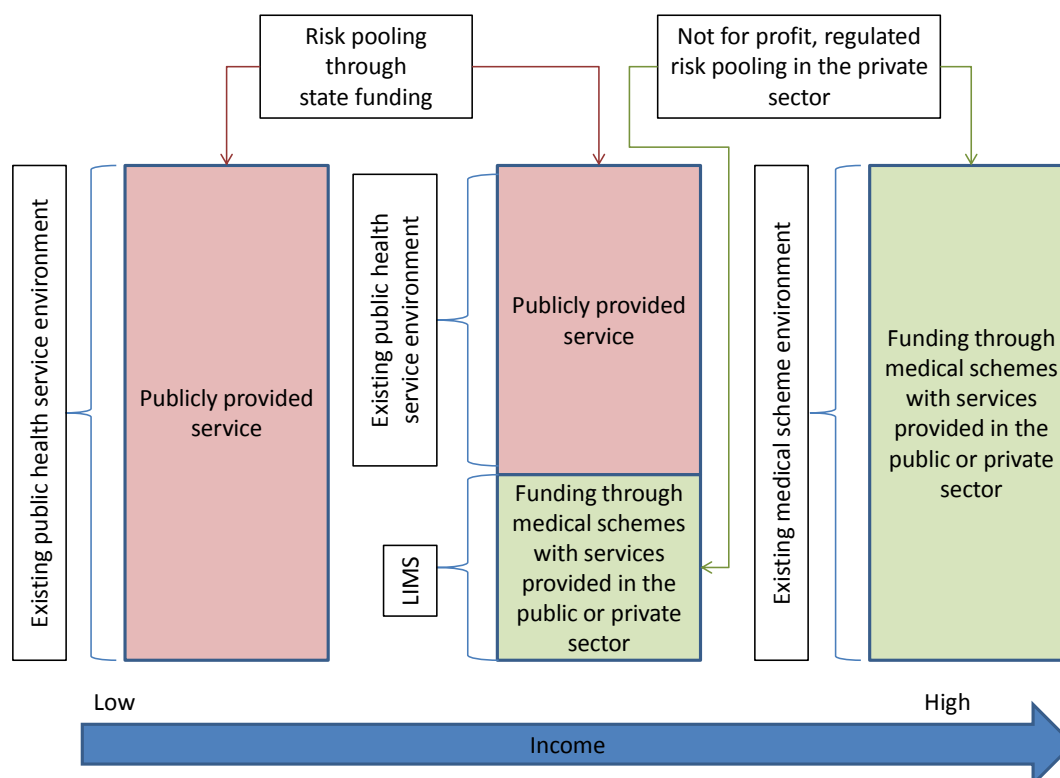 Risk pooling
through
state funding
Not for profit, regulated
risk pooling in the private
sector
Existing public health service environment
Publicly provided
service
Existing public health
service environment
Publicly provided
service
LIMS
Funding through
medical schemes
with services
provided in the
public or private
sector
Existing medical scheme environment
Funding through
medical schemes
with services
provided in the
public or private
sector
Low
High
Income